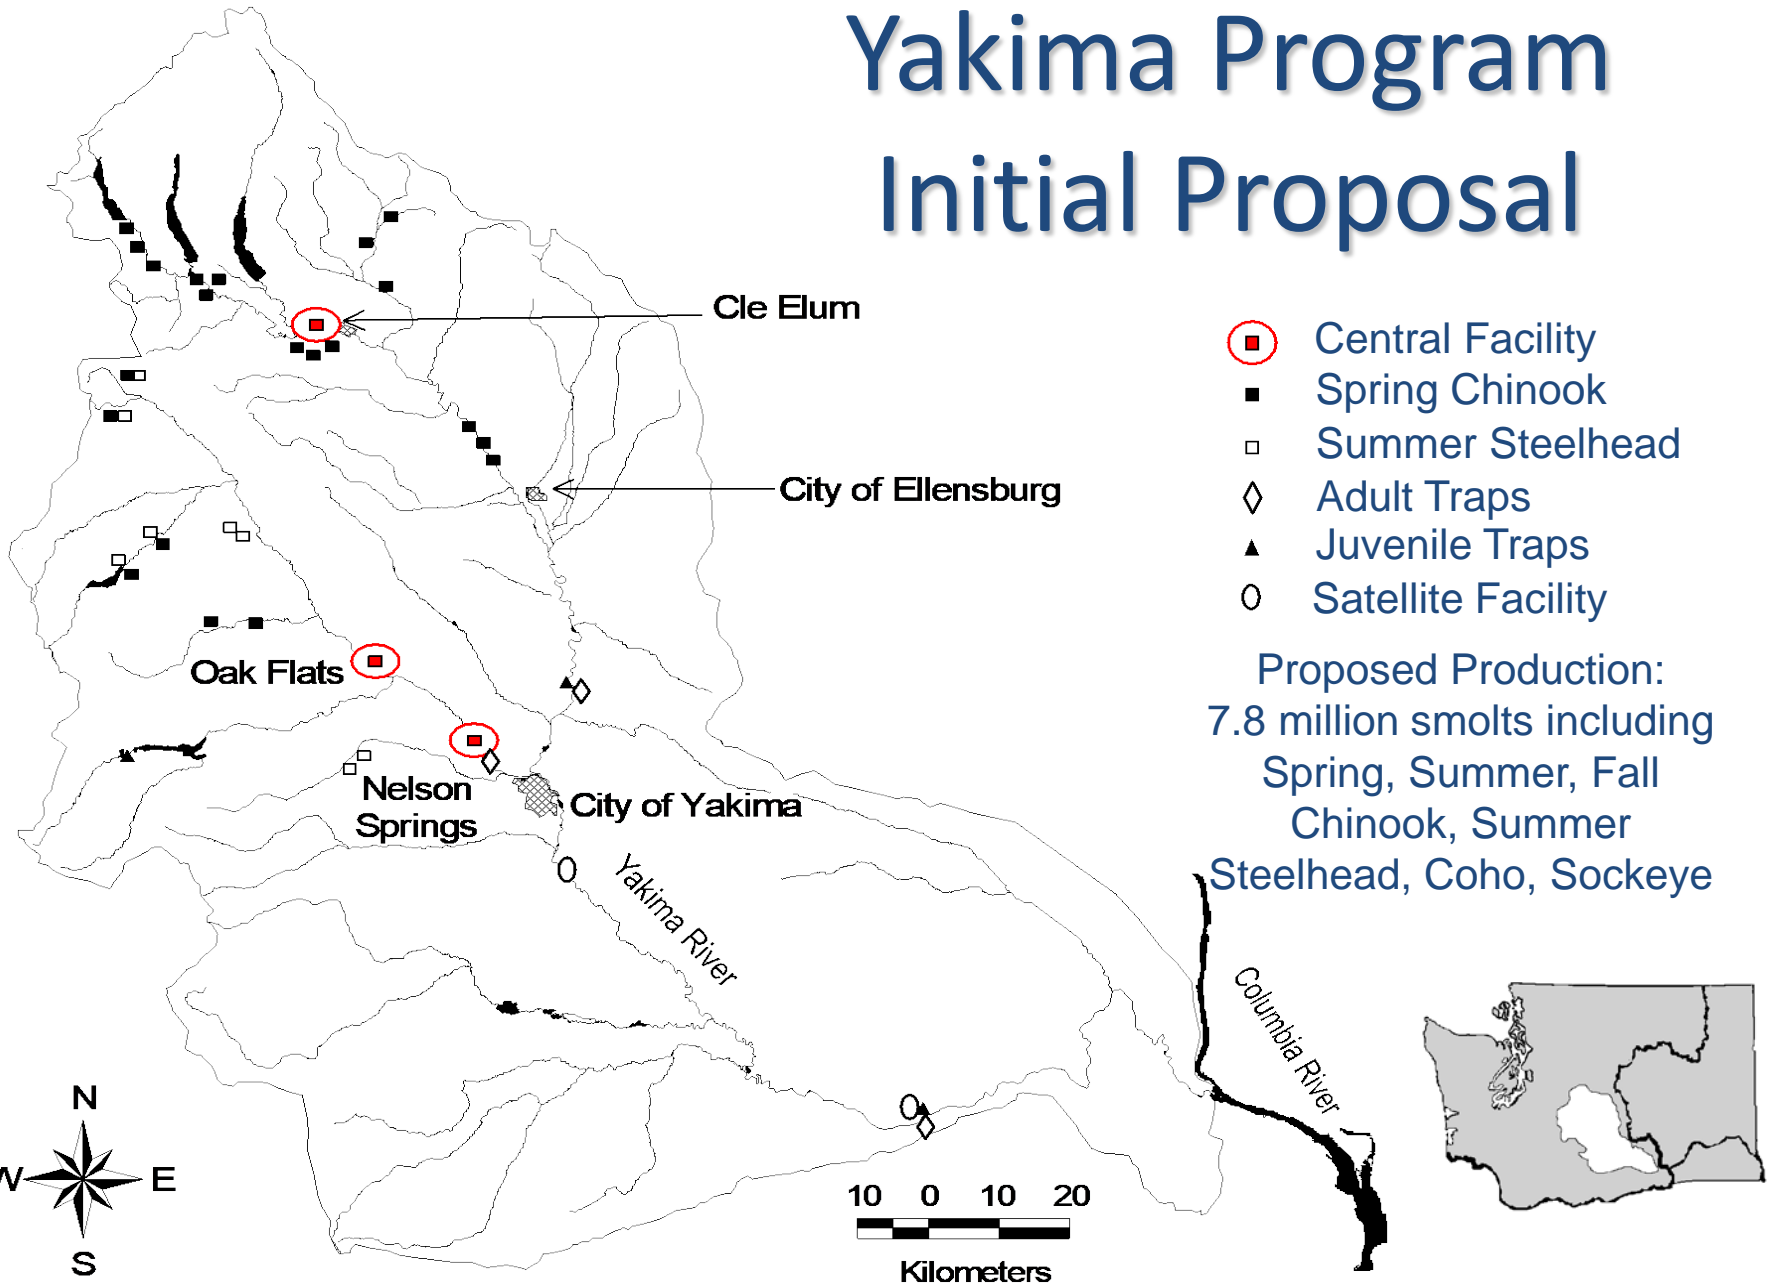 Yakima Program
Initial Proposal
Cle Elum
City of Ellensburg
Oak Flats
Nelson
Springs
City of Yakima
Yakima River
Columbia River
Central Facility
Spring Chinook
Summer Steelhead
Adult Traps
Juvenile Traps
Satellite Facility
Proposed Production:
7.8 million smolts including
Spring, Summer, Fall
Chinook, Summer
Steelhead, Coho, Sockeye
N
W E
S
10 0 10 20
Kilometers